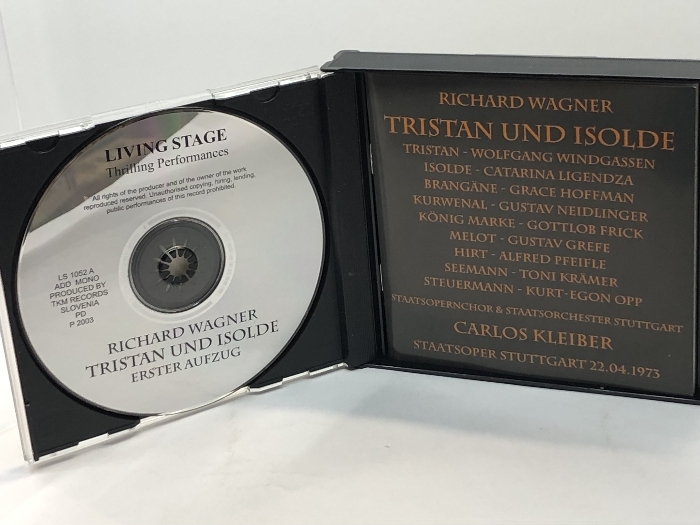 LIVING STAGE
Thrilling Performances
All rights of the producer and of the owner of the work
reproduced reserved. Unauthorised copying, hiring, lending,
public performances of this record prohibited.
LS 1052 A
ADD MONO
PRODUCED BY
TKM RECORDS
SLOVENIA
PD
P 2003
RICHARD WAGNER
TRISTAN UND ISOLDE
ERSTER AUFZUG
RICHARD WAGNER
TRISTAN UND ISOLDE
TRISTAN - WOLFGANG WINDGASSEN
ISOLDE - CATARINA LIGENDZA
BRANGÄNE - GRACE HOFFMAN
KURWENAL - GUSTAV NEIDLINGER
KÖNIG MARKE - GOTTLOB FRICK
MELOT - GUSTAV GREFE
HIRT - ALFRED PFEIFLE
SEEMANN - TONI KRÄMER
STEUERMANN - KURT-EGON OPP
STAATSOPERNCHOR & STAATSORCHESTER STUTTGART
CARLOS KLEIBER
STAATSOPER STUTTGART 22.04.1973